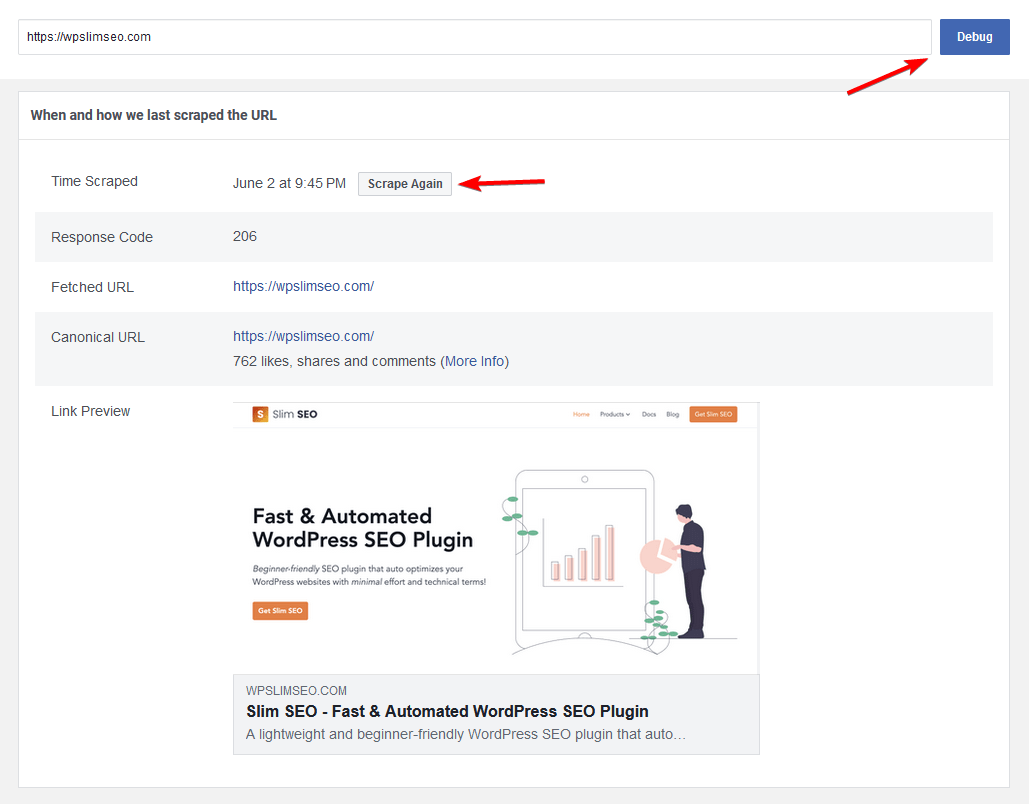 https://wpslimseo.com
Debug
When and how we last scraped the URL
Time Scraped
June 2 at 9:45 PM
Scrape Again
Response Code
206
Fetched URL
https://wpslimseo.com/
Canonical URL
https://wpslimseo.com/
762 likes, shares and comments (More Info)
Link Preview
S Slim SEO
Home Products Docs Blog Get Slim SEO
Fast & Automated
WordPress SEO Plugin
Beginner-friendly SEO plugin that auto optimizes your
WordPress websites with minimal effort and technical terms!
Get Slim SEO
WPSLIMSEO.COM
Slim SEO - Fast & Automated WordPress SEO Plugin
A lightweight and beginner-friendly WordPress SEO plugin that auto…